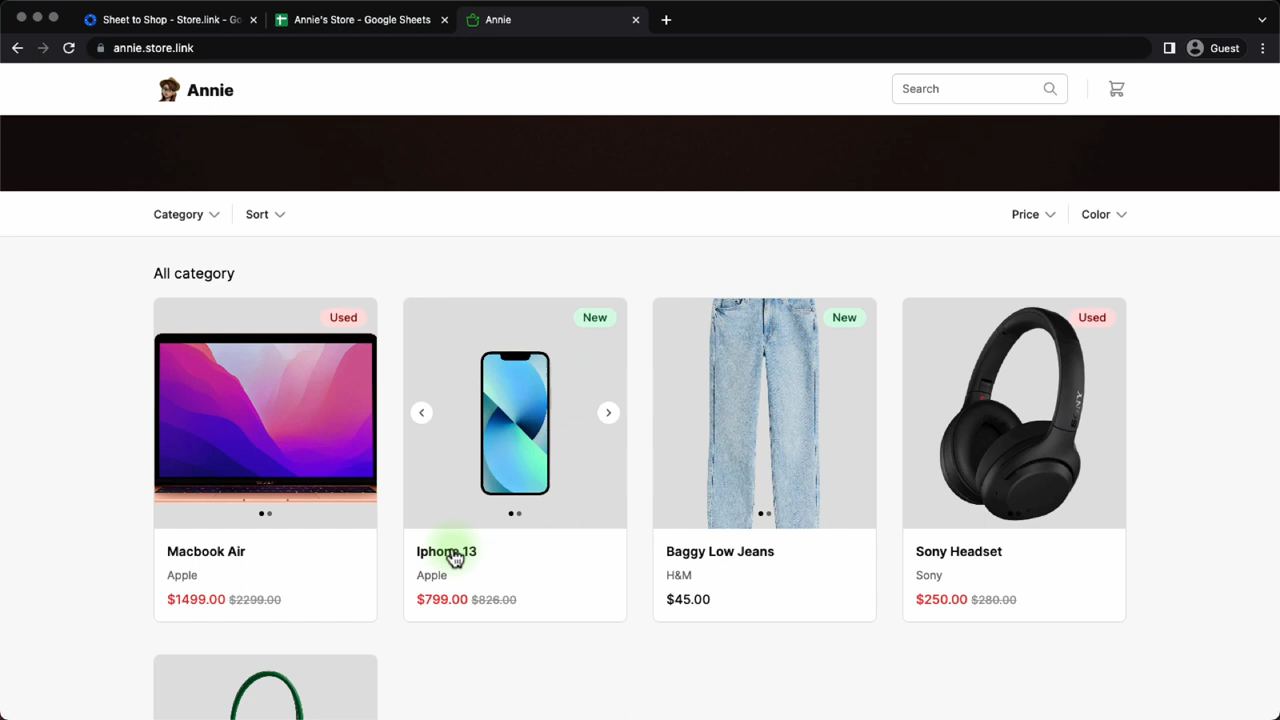 Sheet to Shop - Store.link - Go
Annie's Store - Google Sheets
Annie
annie.store.link
Guest
Annie
Search
Category
Sort
Price
Color
All category
Used
New
New
Used
SONY
Macbook Air
Iphone 13
Baggy Low Jeans
Sony Headset
Apple
Apple
H&M
Sony
$1499.00 $2299.00
$799.00 $826.00
$45.00
$250.00 $280.00